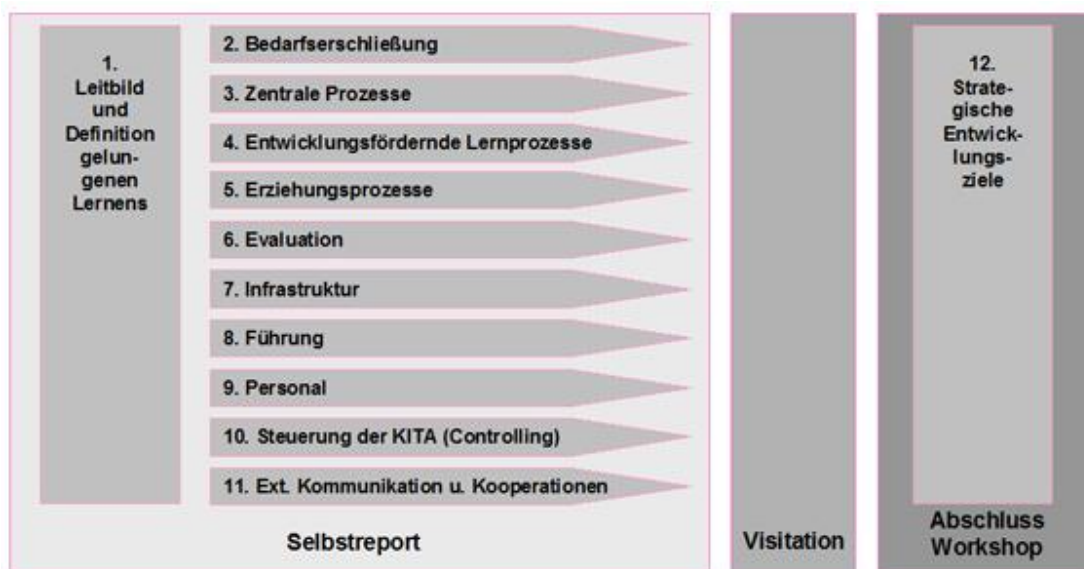 1.
Leitbild
und
Definition
gelun-
genen
Lernens
2. Bedarfserschließung
3. Zentrale Prozesse
4. Entwicklungsfördernde Lernprozesse
5. Erziehungsprozesse
6. Evaluation
7. Infrastruktur
8. Führung
9. Personal
10. Steuerung der KITA (Controlling)
11. Ext. Kommunikation u. Kooperationen
Selbstreport
Visitation
12.
Strate-
gische
Entwick-
lungs-
ziele
Abschluss
Workshop